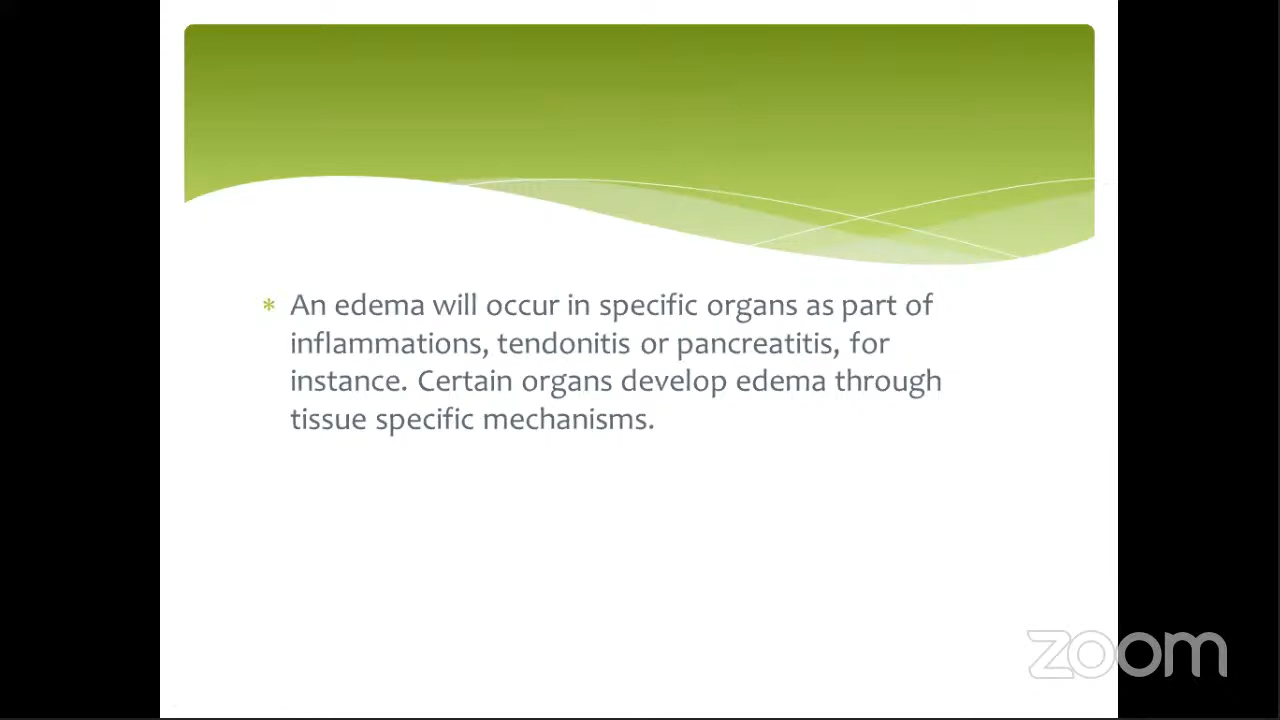 * An edema will occur in specific organs as part of
inflammations, tendonitis or pancreatitis, for
instance. Certain organs develop edema through
tissue specific mechanisms.
zoom